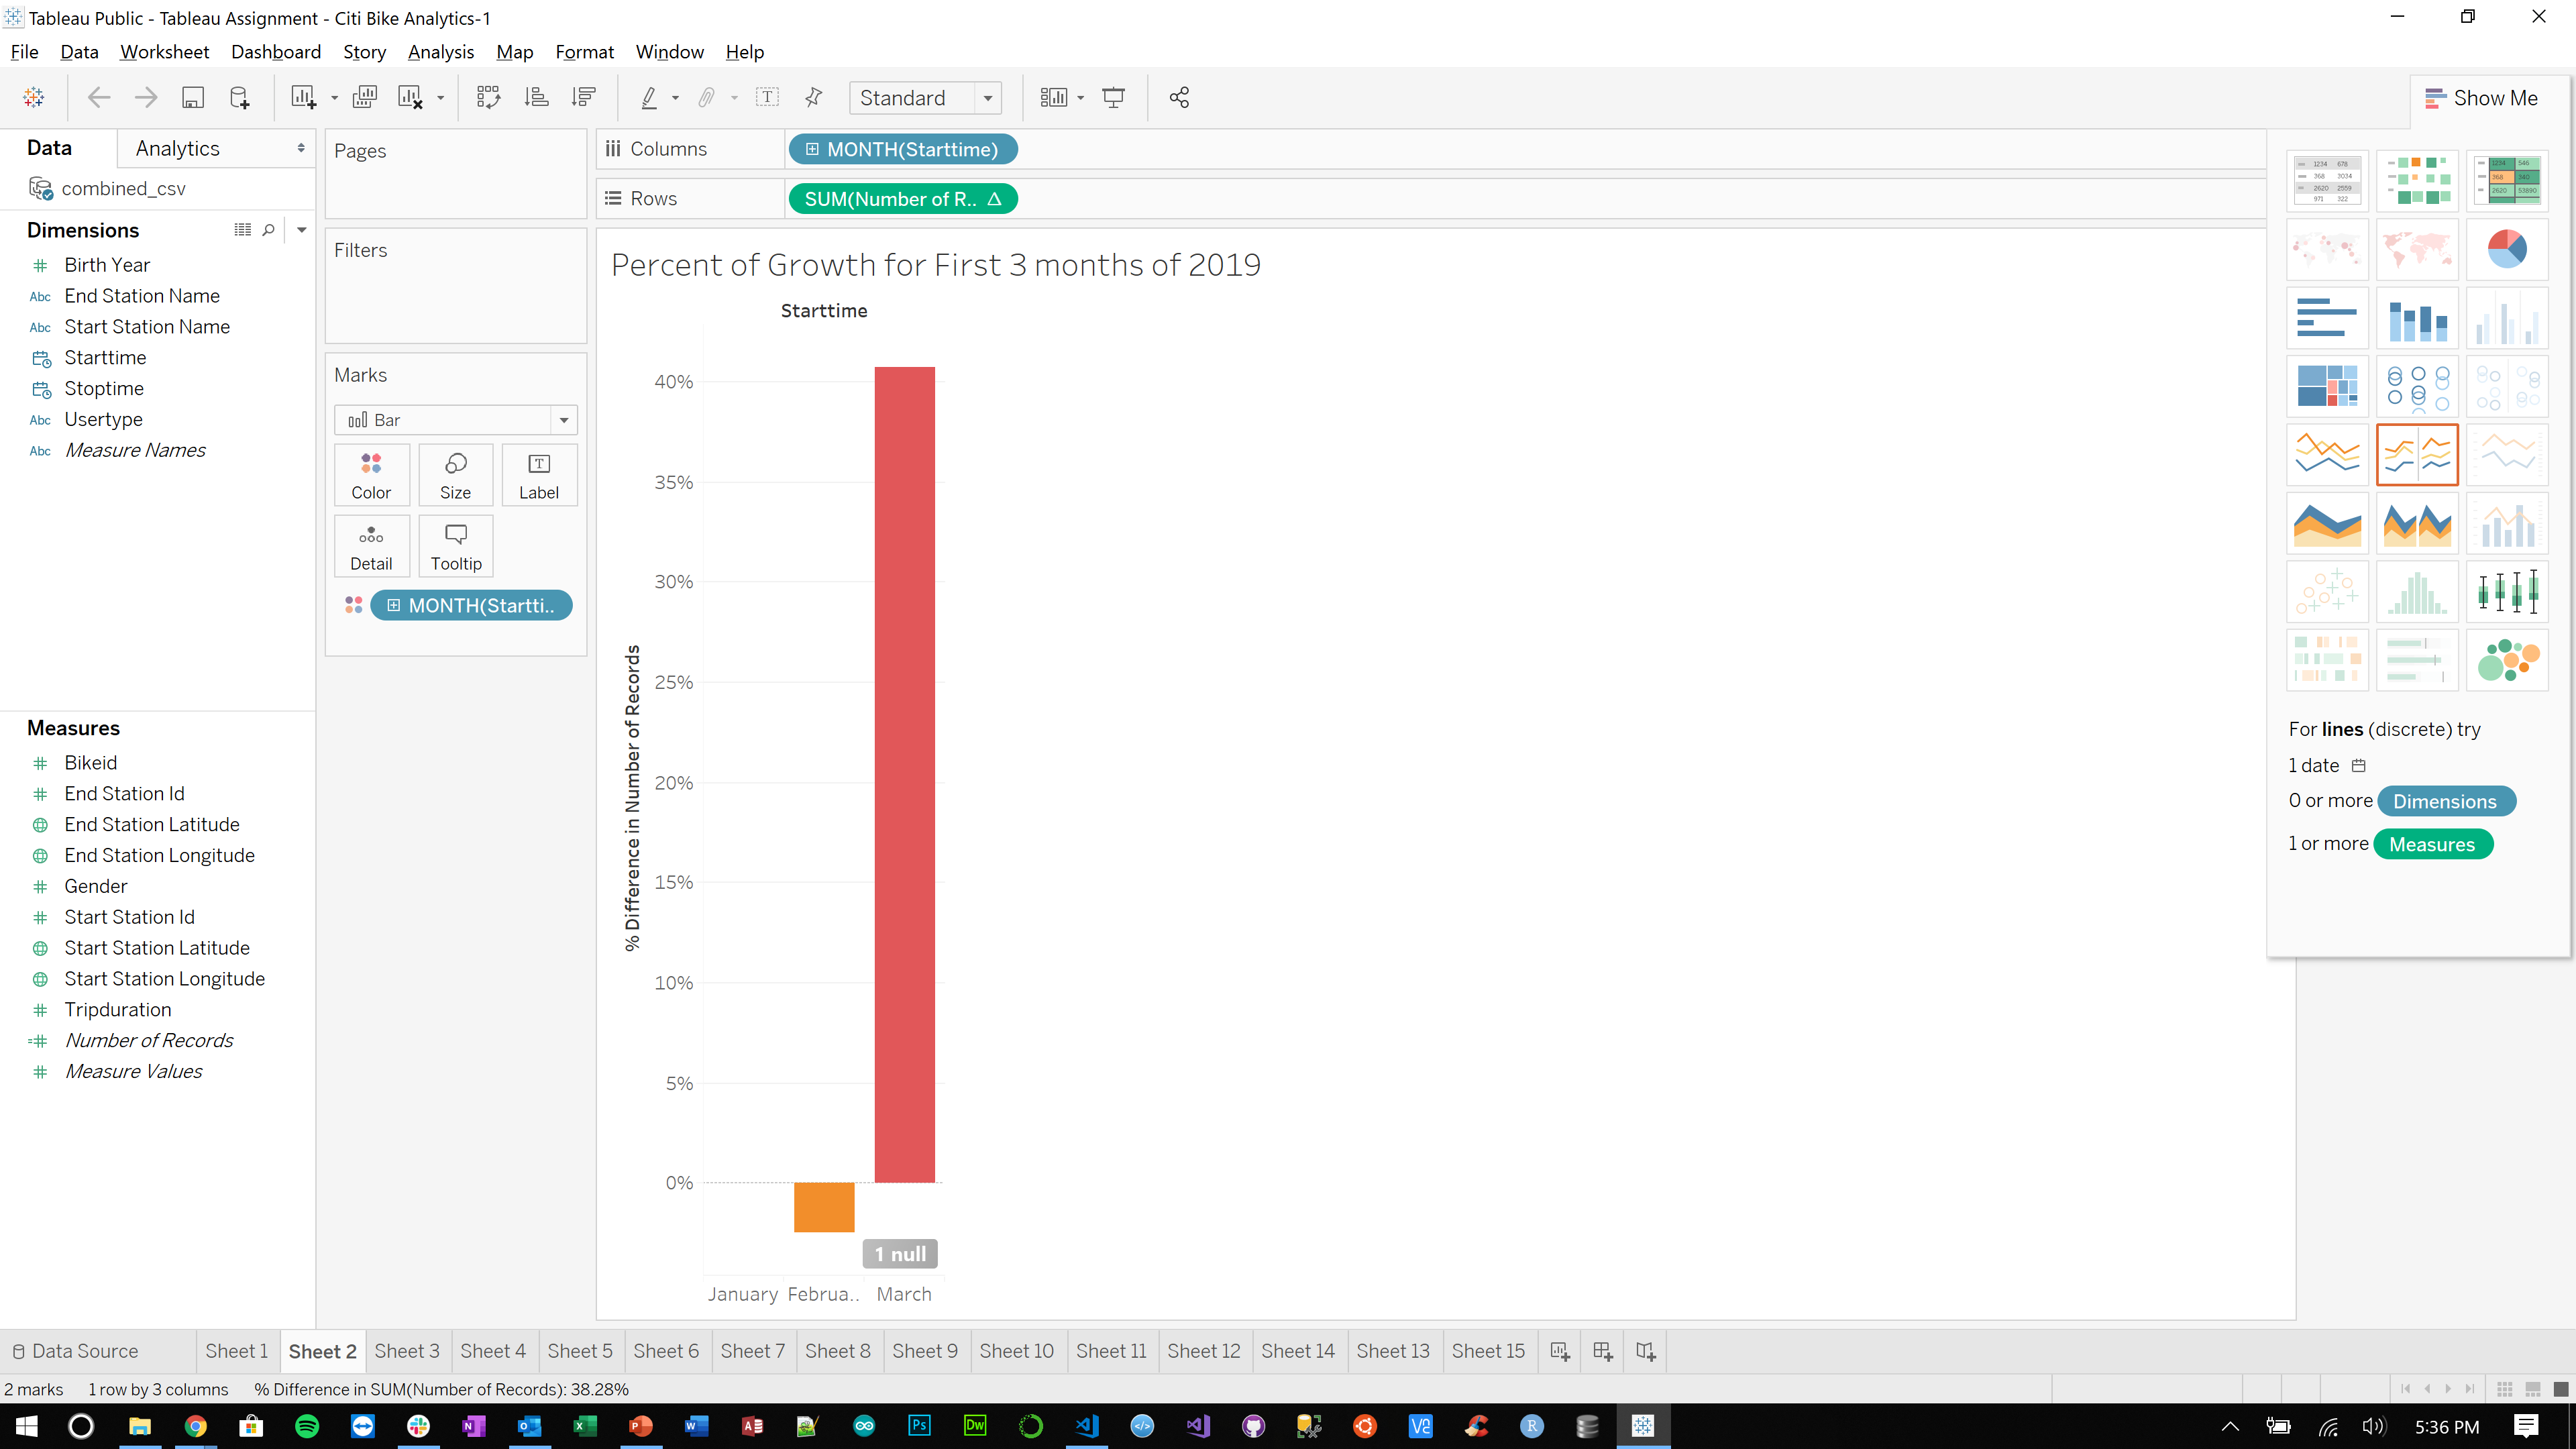 Tableau Public - Tableau Assignment - Citi Bike Analytics-1
File Data Worksheet Dashboard Story Analysis Map Format Window Help
Standard
Show Me
Data
Analytics
combined_csv
Dimensions
Birth Year
Abc End Station Name
Abc Start Station Name
Starttime
Stoptime
Abc Usertype
Abc Measure Names
Measures
Bikeid
End Station Id
End Station Latitude
End Station Longitude
Gender
Start Station Id
Start Station Latitude
Start Station Longitude
Tripduration
Number of Records
Measure Values
Pages
Filters
Marks
Bar
Color Size Label
Detail Tooltip
MONTH(Startti..
Columns MONTH(Starttime)
Rows SUM(Number of R.. Δ
Percent of Growth for First 3 months of 2019
Starttime
% Difference in Number of Records
40%
35%
30%
25%
20%
15%
10%
5%
0%
1 null
January Februa.. March
For lines (discrete) try
1 date
0 or more Dimensions
1 or more Measures
Data Source Sheet 1 Sheet 2 Sheet 3 Sheet 4 Sheet 5 Sheet 6 Sheet 7 Sheet 8 Sheet 9 Sheet 10 Sheet 11 Sheet 12 Sheet 14 Sheet 13 Sheet 15
2 marks 1 row by 3 columns % Difference in SUM(Number of Records): 38.28%
5:36 PM